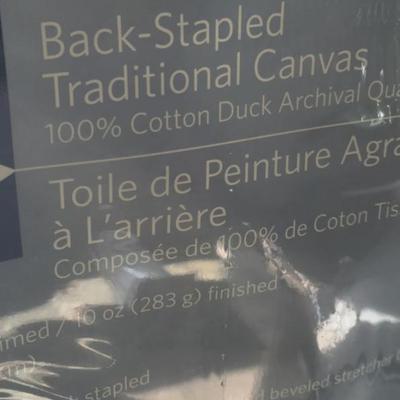 Back-Stapled
Traditional Canvas
100% Cotton Duck Archival
Toile de Peinture
à L'arrière
Composée de 100% de Coton
10 oz (283 g) finished
stapled
beveled stretcher